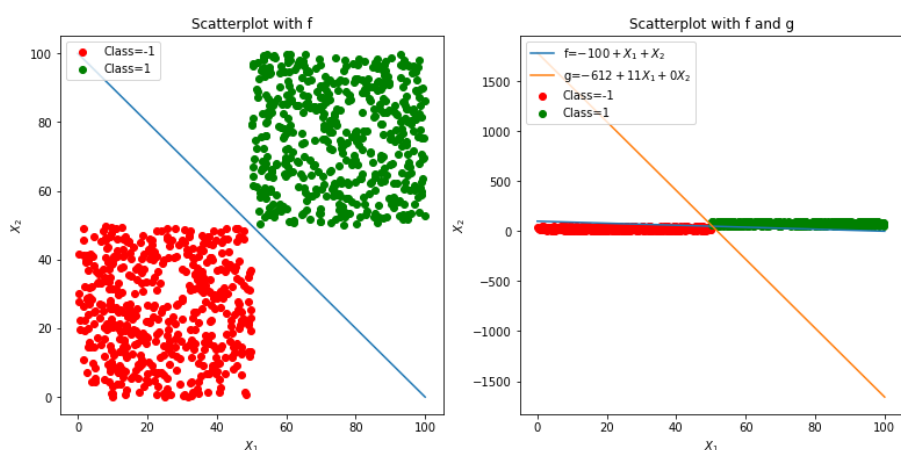 Scatterplot with f
Class=-1
Class=1
100
80
60
40
20
0
X₂
0
20
40
60
80
100
X₁
Scatterplot with f and g
f=−100 + X₁ + X₂
g=−612 + 11X₁ + 0X₂
Class=-1
Class=1
1500
1000
500
0
−500
−1000
−1500
X₂
0
20
40
60
80
100
X₁